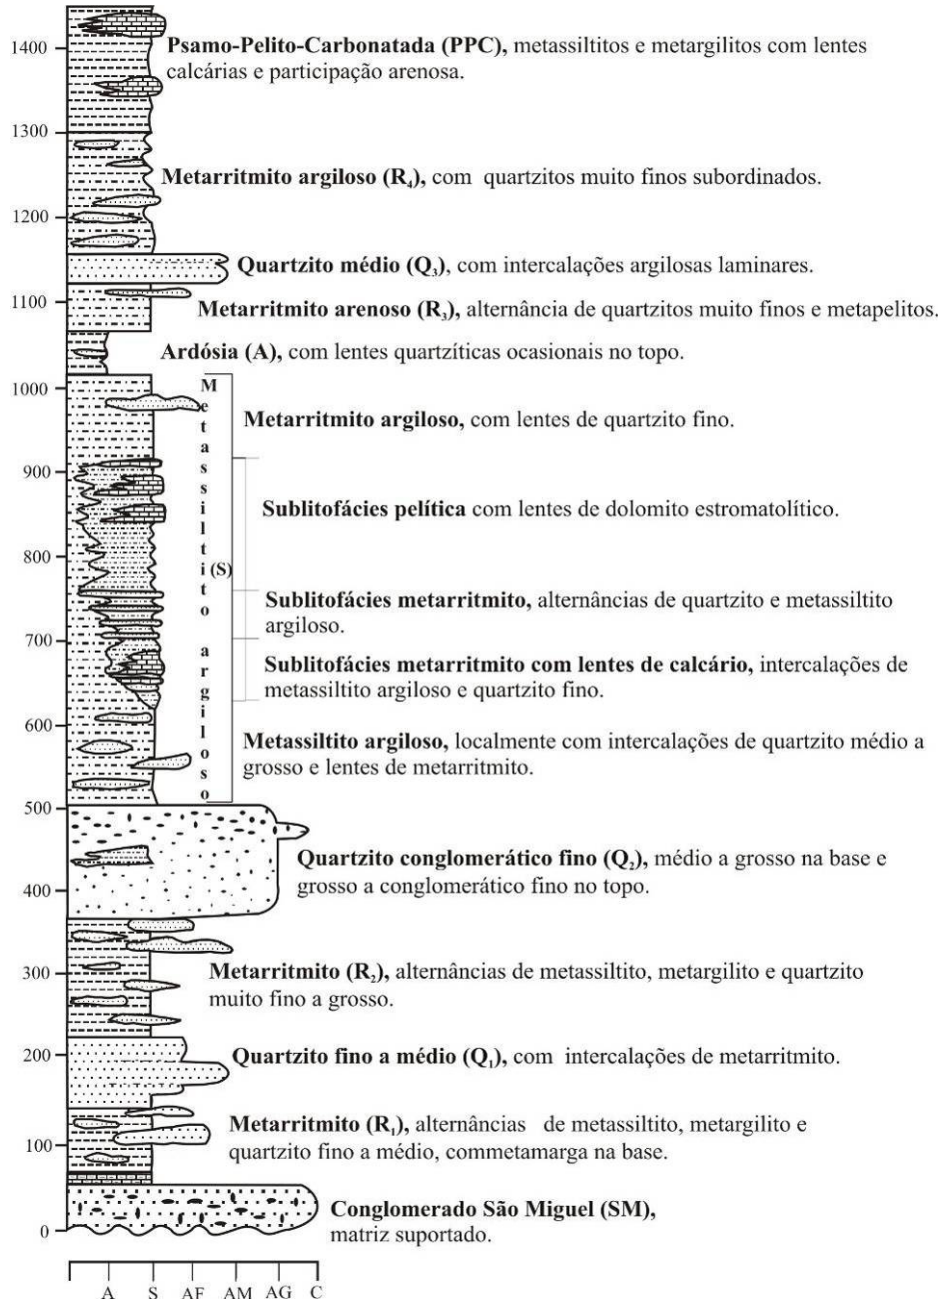 1400
Psamo-Pelito-Carbonatada (PPC), metassiltitos e metargilitos com lentes
calcárias e participação arenosa.
1300
Metarritmito argiloso (R4), com quartzitos muito finos subordinados.
1200
Quartzito médio (Q3), com intercalações argilosas laminares.
1100
Metarritmito arenoso (R3), alternância de quartzitos muito finos e metapelitos.
Ardósia (A), com lentes quartzíticas ocasionais no topo.
1000
Metassiltito argiloso
(S)
Metarritmito argiloso, com lentes de quartzito fino.
900
Sublitofácies pelítica com lentes de dolomito estromatolítico.
800
Sublitofácies metarritmito, alternâncias de quartzito e metassiltito
argiloso.
700
Sublitofácies metarritmito com lentes de calcário, intercalações de
metassiltito argiloso e quartzito fino.
600
Metassiltito argiloso, localmente com intercalações de quartzito médio a
grosso e lentes de metarritmito.
500
Quartzito conglomerático fino (Q2), médio a grosso na base e
grosso a conglomerático fino no topo.
400
300
Metarritmito (R2), alternâncias de metassiltito, metargilito e quartzito
muito fino a grosso.
200
Quartzito fino a médio (Q1), com intercalações de metarritmito.
100
Metarritmito (R1), alternâncias de metassiltito, metargilito e
quartzito fino a médio, commetamarga na base.
Conglomerado São Miguel (SM),
matriz suportado.
0
A S AF AM AG C